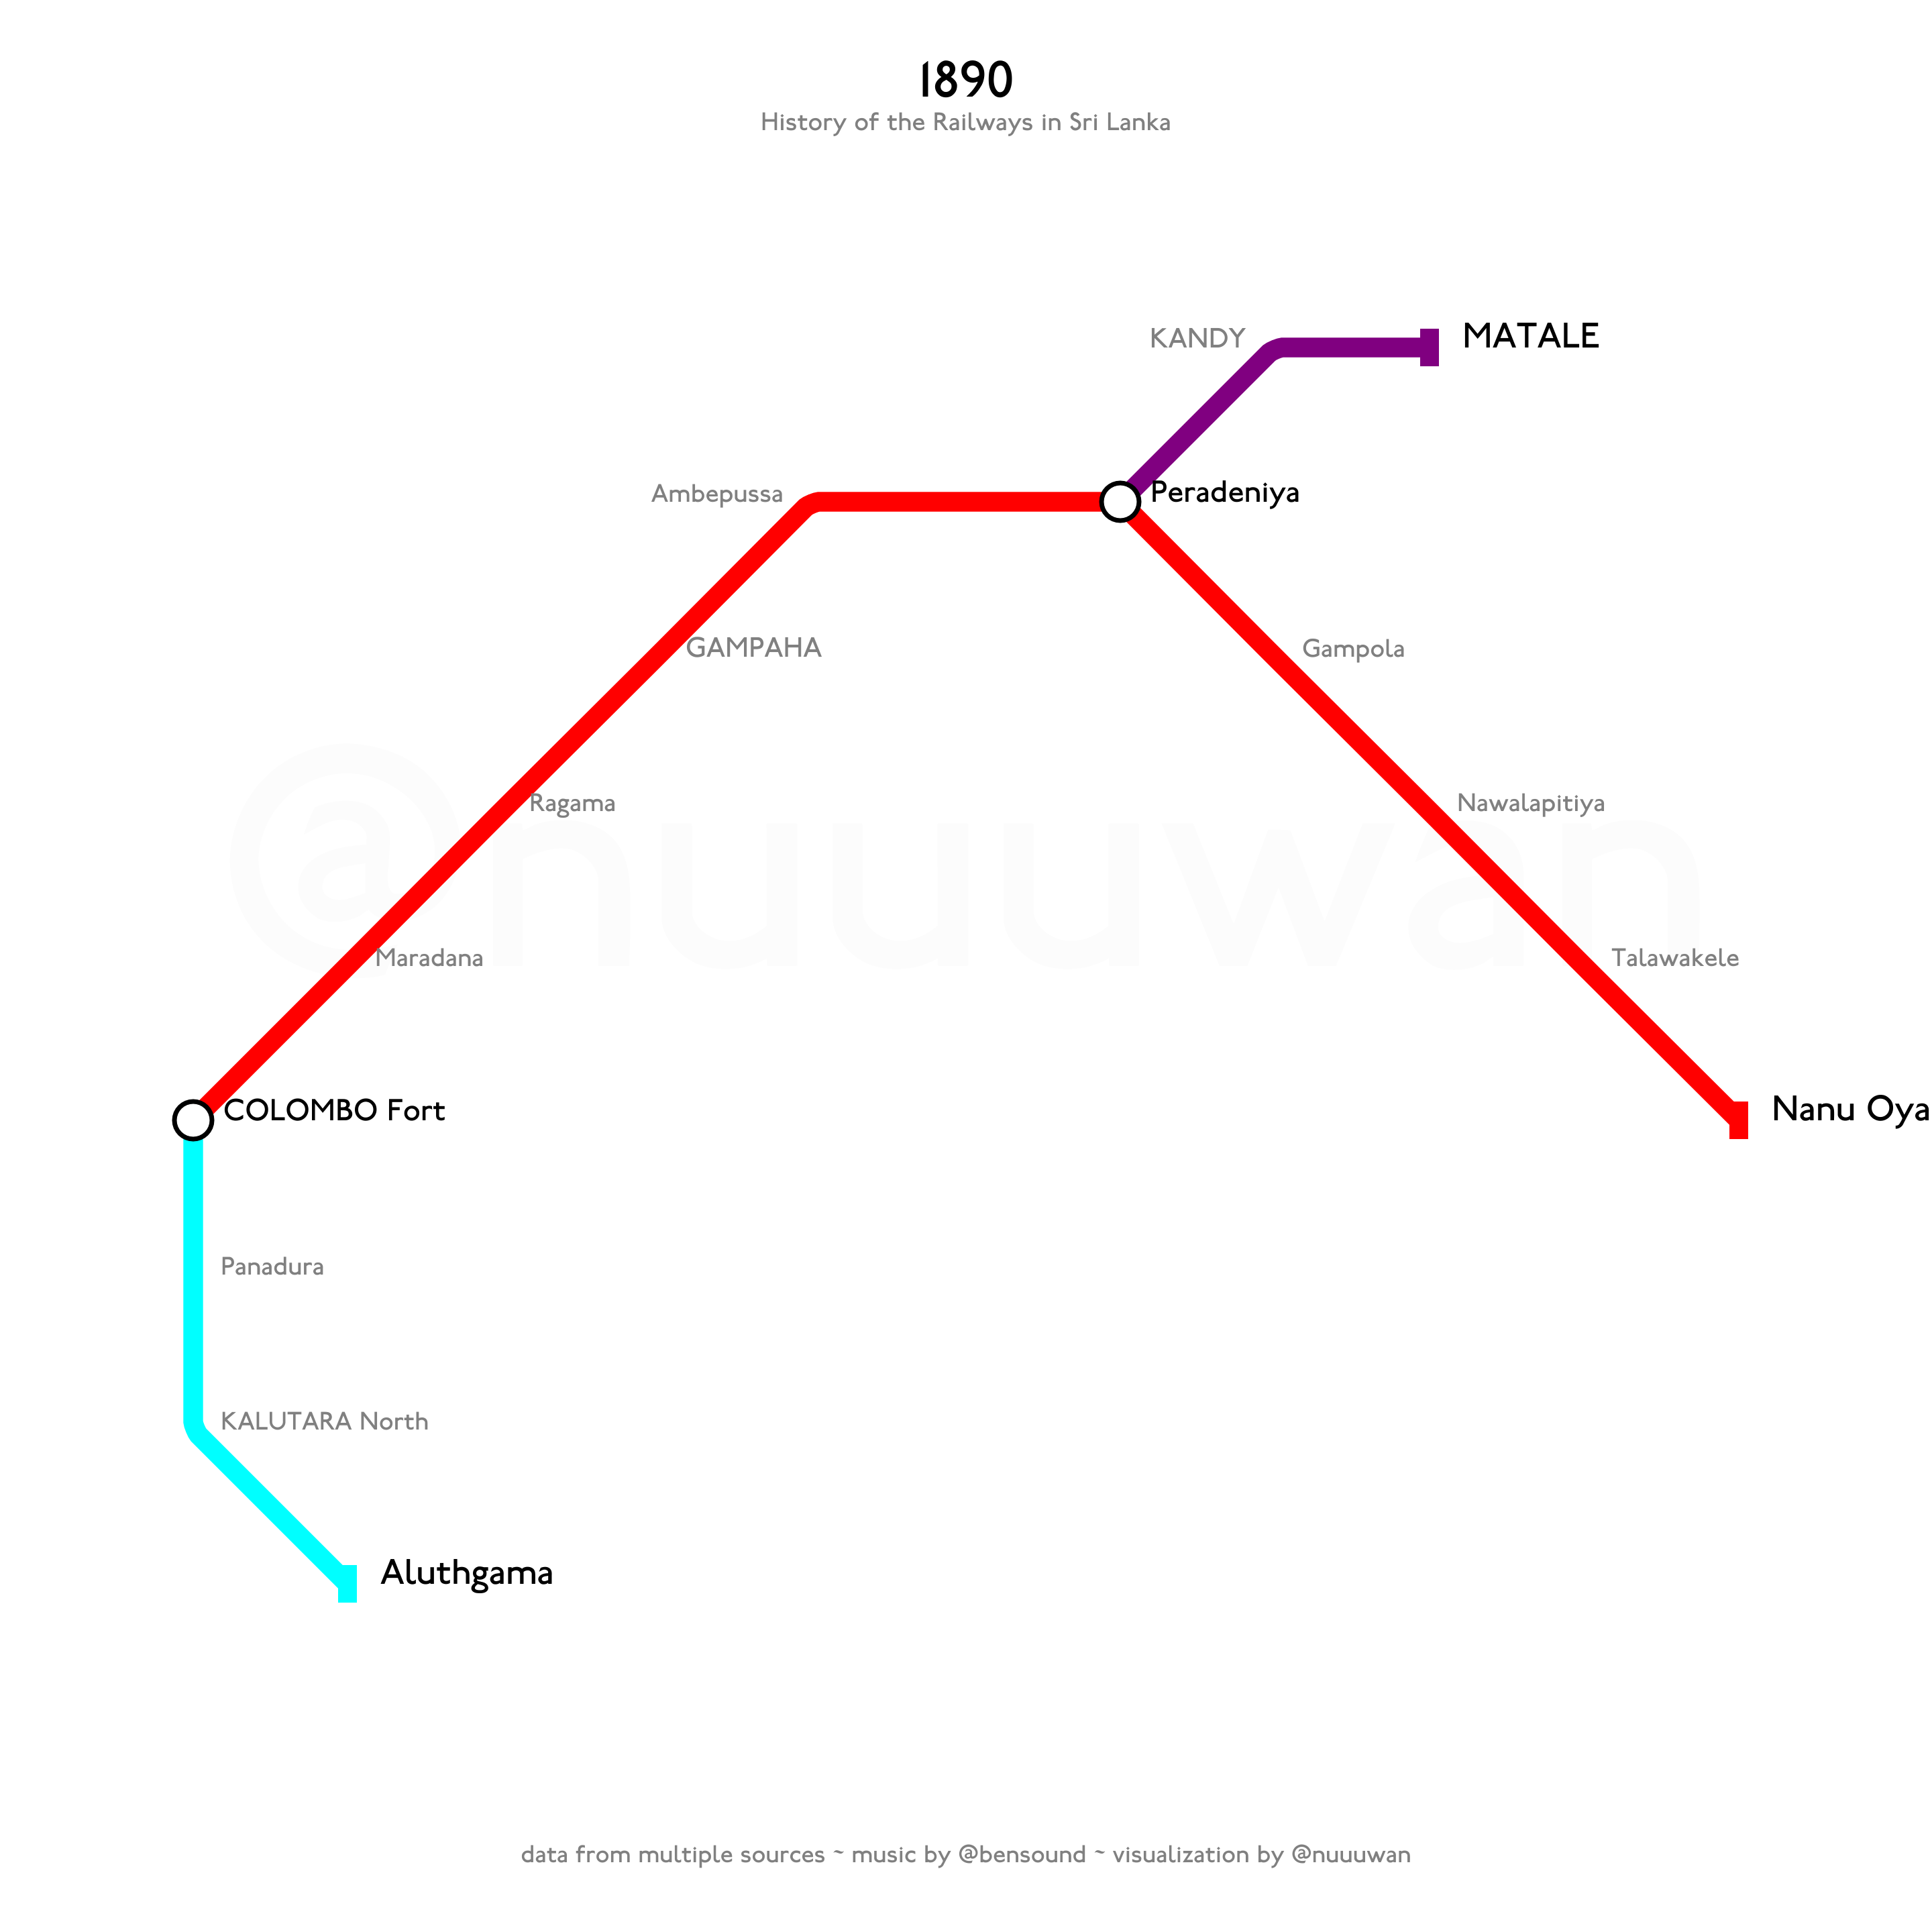 1890
History of the Railways in Sri Lanka
KANDY
MATALE
Ambepussa
Peradeniya
GAMPAHA
Gampola
Ragama
Nawalapitiya
@nuuuwan
Maradana
Talawakele
COLOMBO Fort
Nanu Oya
Panadura
KALUTARA North
Aluthgama
data from multiple sources ~ music by @bensound ~ visualization by @nuuuwan